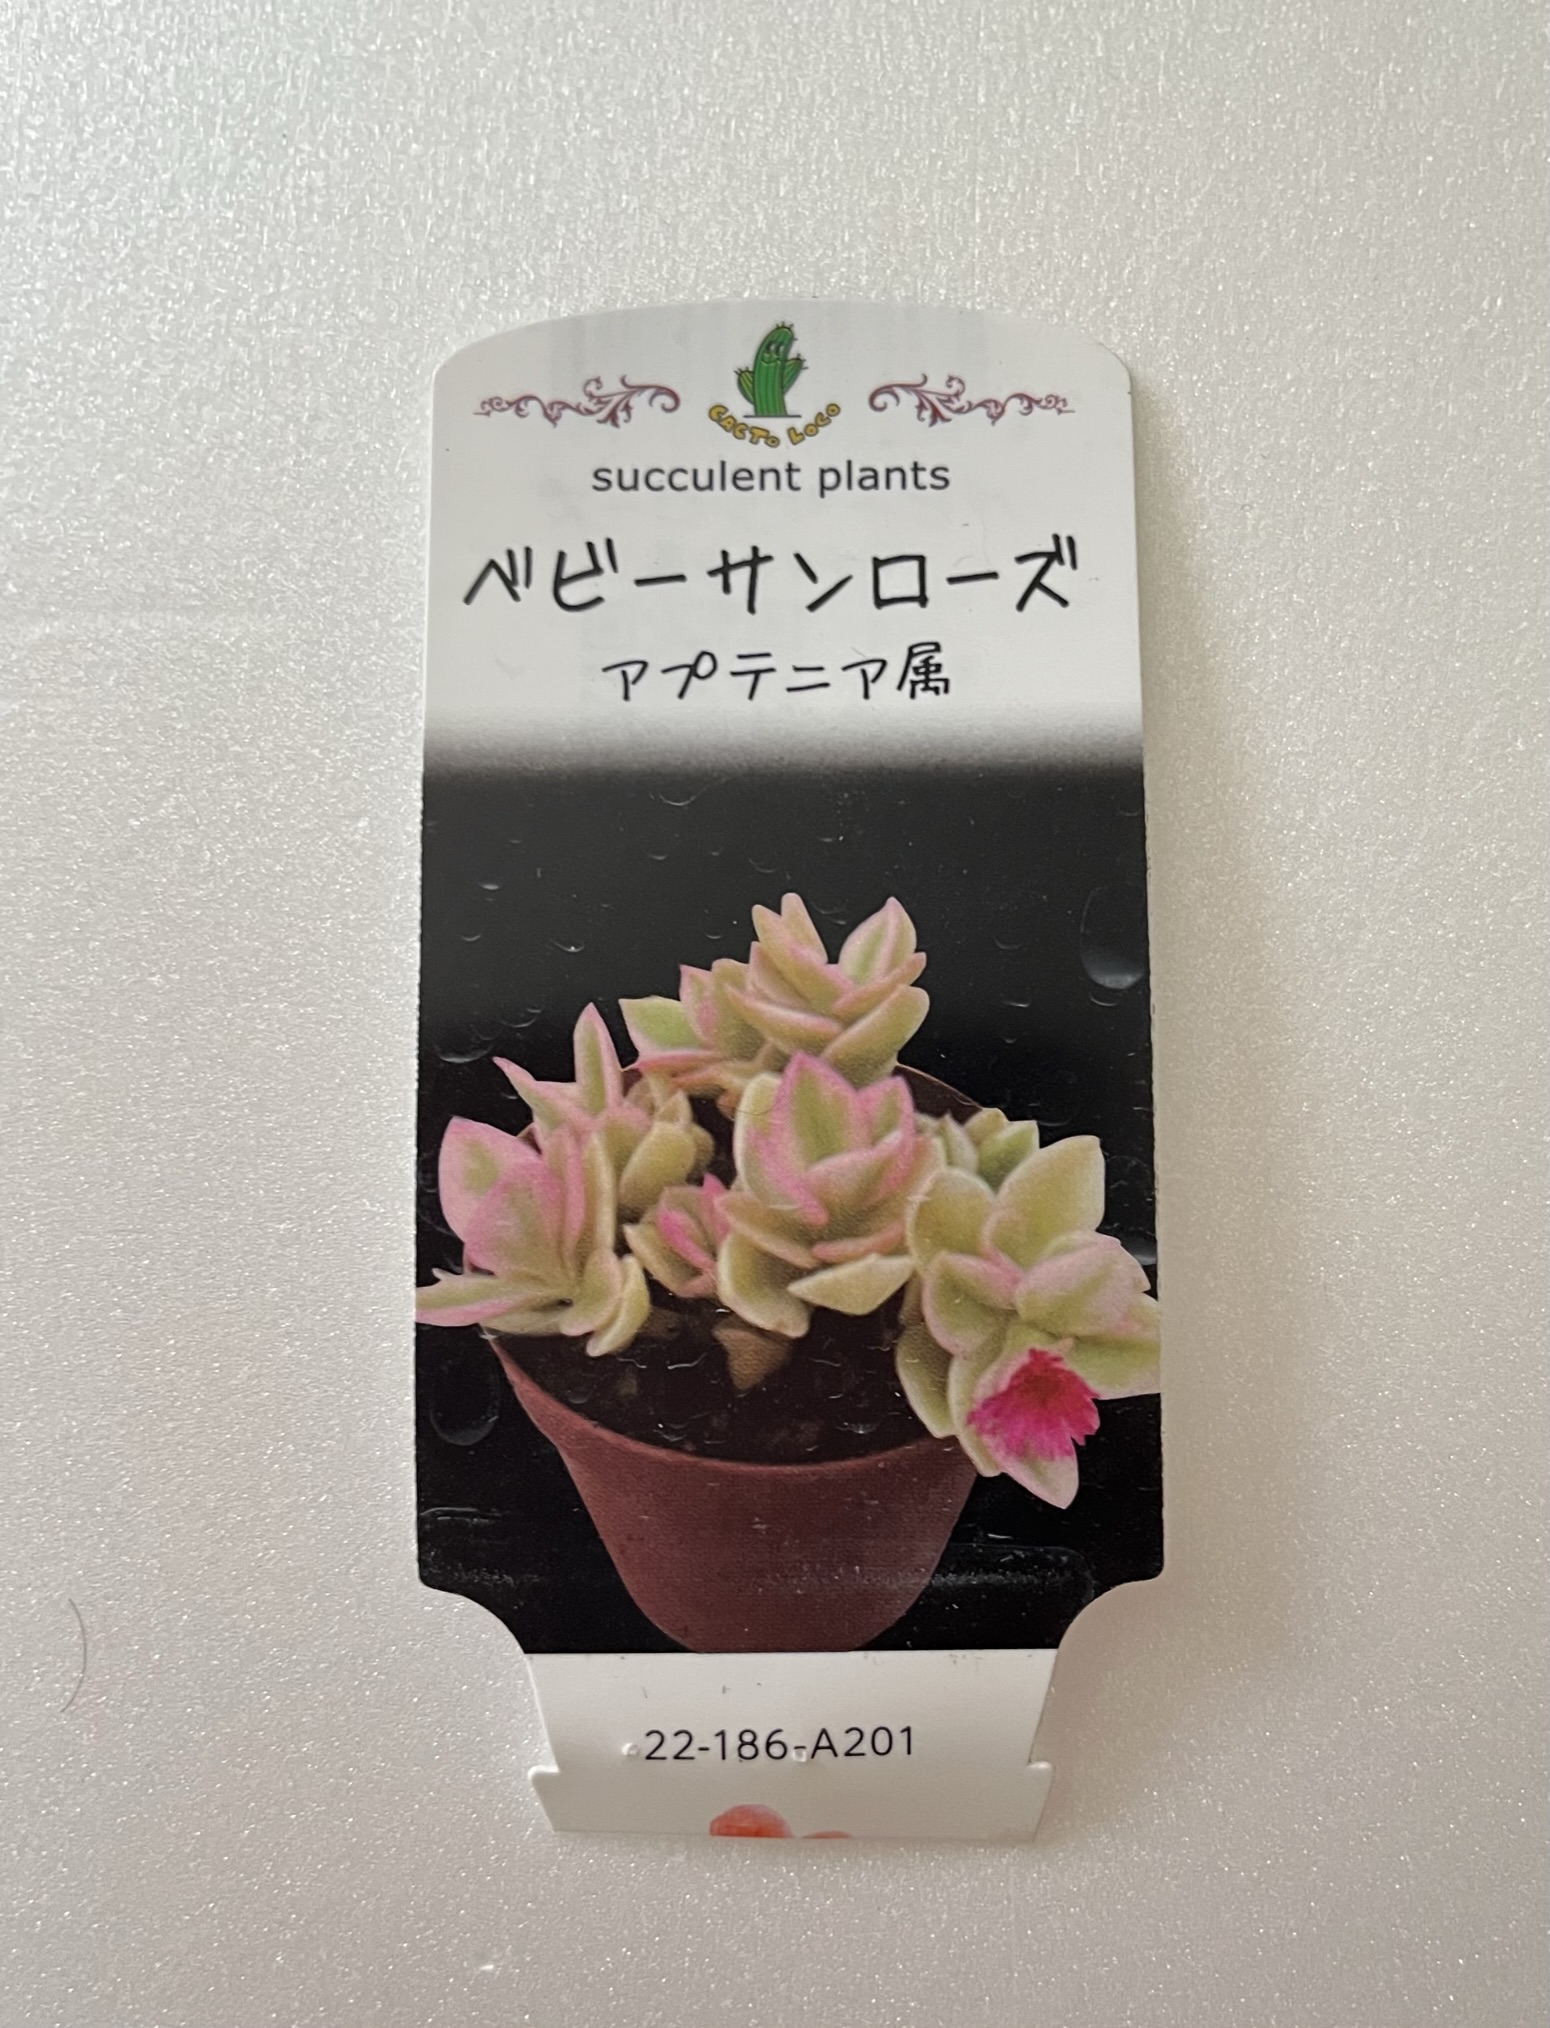 CACTO LOCO
succulent plants
ベビーサンローズ
アプテニア属
22-186-A201